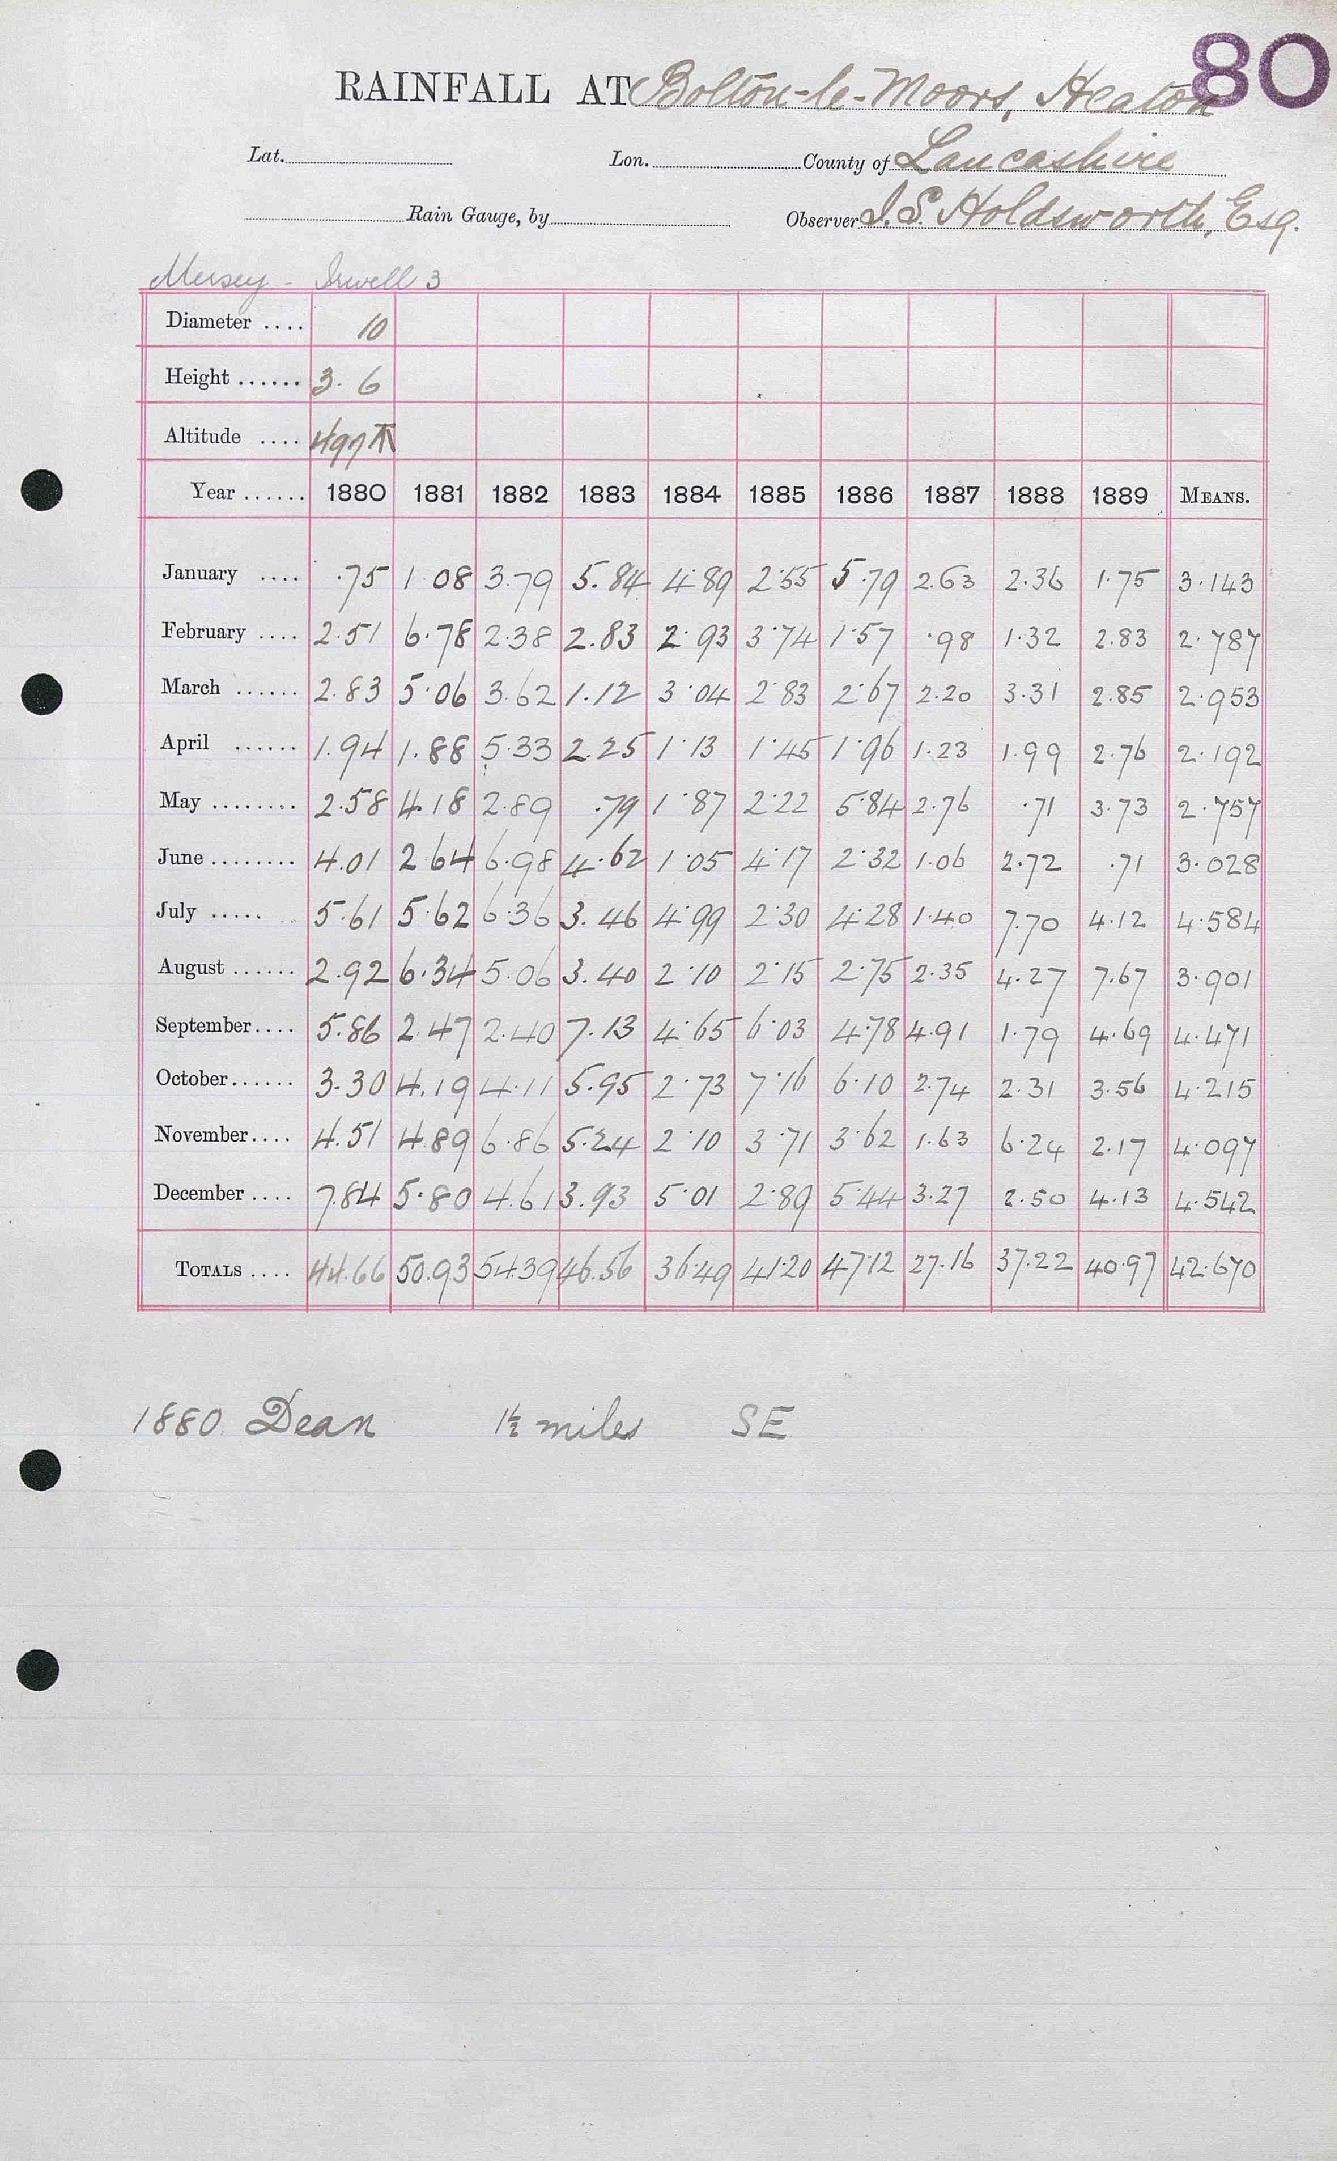 80
RAINFALL AT Bolton-le-Moors, Heaton
Lat. Lon. County of Lancashire
Rain Gauge, by Observer I. S. Holdsworth, Esq.
Mersey - Irwell 3
Diameter .... 10
Height ...... 3. 6
Altitude .... 497
Year ...... 1880 1881 1882 1883 1884 1885 1886 1887 1888 1889 MEANS.
January .... .75 1.08 3.79 5.84 4.89 2.55 5.79 2.63 2.36 1.75 3.143
February .... 2.51 6.78 2.38 2.83 2.93 3.74 1.57 .98 1.32 2.83 2.787
March ...... 2.83 5.06 3.62 1.12 3.04 2.83 2.67 2.20 3.31 2.85 2.953
April ...... 1.94 1.88 5.33 2.25 1.13 1.45 1.96 1.23 1.99 2.76 2.192
May ........ 2.58 4.18 2.89 .79 1.87 2.22 5.84 2.76 .71 3.73 2.757
June ........ 4.01 2.64 6.98 4.62 1.05 4.17 2.32 1.06 2.72 .71 3.028
July ..... 5.61 5.62 6.36 3.46 4.99 2.30 4.28 1.40 7.70 4.12 4.584
August ...... 2.92 6.34 5.06 3.40 2.10 2.15 2.75 2.35 4.27 7.67 3.901
September.... 5.86 2.47 2.40 7.13 4.65 6.03 4.78 4.91 1.79 4.69 4.471
October...... 3.30 4.19 4.11 5.95 2.73 7.16 6.10 2.74 2.31 3.56 4.215
November.... 4.51 4.89 6.86 5.24 2.10 3.71 3.62 1.63 6.24 2.17 4.097
December .... 7.84 5.80 4.61 3.93 5.01 2.89 5.44 3.27 2.50 4.13 4.542
TOTALS .... 44.66 50.93 54.39 46.56 36.49 41.20 47.12 27.16 37.22 40.97 42.670
1880 Dean 1½ miles SE